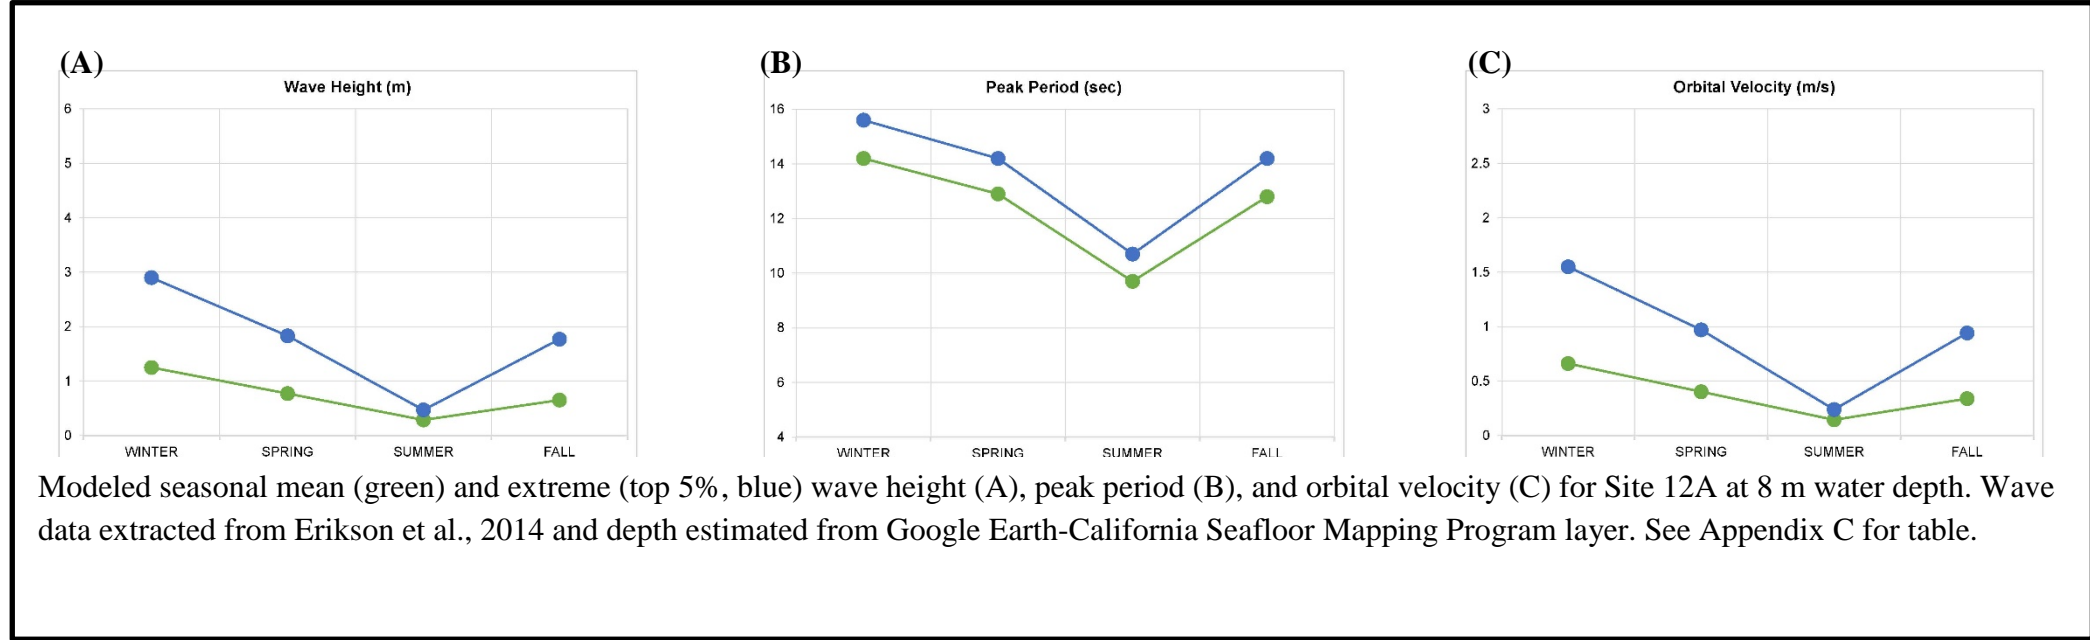 (A)
Wave Height (m)
6
5
4
3
2
1
0
WINTER SPRING SUMMER FALL
(B)
Peak Period (sec)
16
14
12
10
8
6
4
WINTER SPRING SUMMER FALL
(C)
Orbital Velocity (m/s)
3
2.5
2
1.5
1
0.5
0
WINTER SPRING SUMMER FALL
Modeled seasonal mean (green) and extreme (top 5%, blue) wave height (A), peak period (B), and orbital velocity (C) for Site 12A at 8 m water depth. Wave
data extracted from Erikson et al., 2014 and depth estimated from Google Earth-California Seafloor Mapping Program layer. See Appendix C for table.